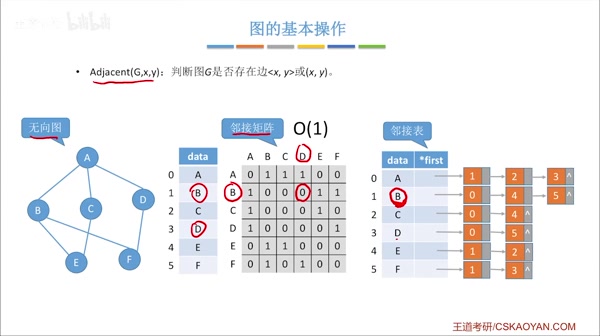 bilibili
图的基本操作
• Adjacent(G,x,y)：判断图G是否存在边<x, y>或(x, y)。
无向图
A
B
C
D
E
F
data
0 A
1 B
2 C
3 D
4 E
5 F
邻接矩阵
O(1)
A B C D E F
A 0 1 1 1 0 0
B 1 0 0 0 1 1
C 1 0 0 0 1 0
D 1 0 0 0 0 1
E 0 1 1 0 0 0
F 0 1 0 1 0 0
邻接表
data *first
0 A 1 2 3 ^
1 B 0 4 5 ^
2 C 0 4 ^
3 D 0 5 ^
4 E 1 2 ^
5 F 1 3 ^
王道考研/CSKAOYAN.COM